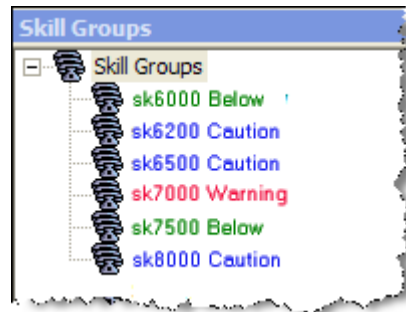 Skill Groups
Skill Groups
sk6000 Below
sk6200 Caution
sk6500 Caution
sk7000 Warning
sk7500 Below
sk8000 Caution